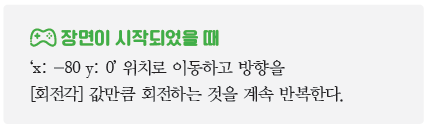 장면이 시작되었을 때
‘x: −80 y: 0’ 위치로 이동하고 방향을
[회전각] 값만큼 회전하는 것을 계속 반복한다.